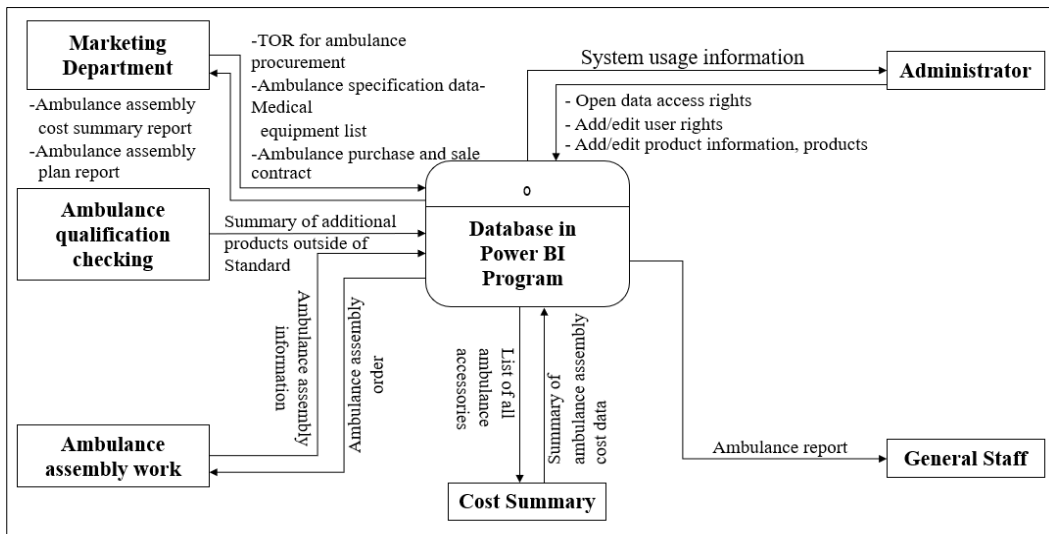 Marketing
Department
-TOR for ambulance
procurement
-Ambulance specification data-
Medical
equipment list
-Ambulance purchase and sale
contract
-Ambulance assembly
cost summary report
-Ambulance assembly
plan report
System usage information
Administrator
- Open data access rights
- Add/edit user rights
- Add/edit product information, products
Ambulance
qualification
checking
Summary of additional
products outside of
Standard
o
Database in
Power BI
Program
Ambulance assembly
information
Ambulance assembly
order
List of all
ambulance
accessories
Summary of
ambulance assembly
cost data
Ambulance
assembly work
Cost Summary
Ambulance report
General Staff